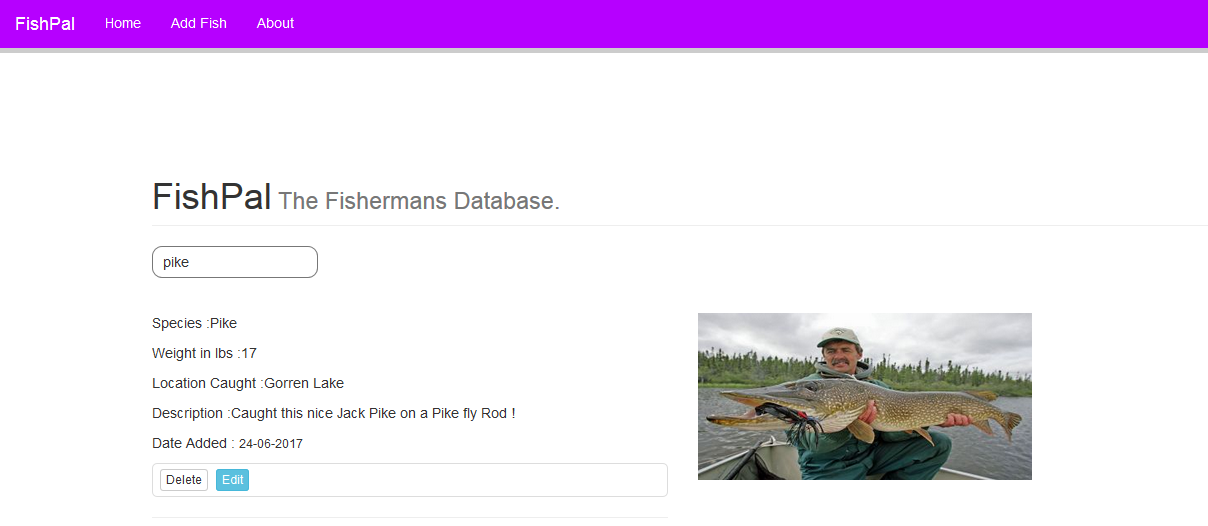 FishPal Home Add Fish About
FishPal The Fishermans Database.
pike
Species :Pike
Weight in lbs :17
Location Caught :Gorren Lake
Description :Caught this nice Jack Pike on a Pike fly Rod !
Date Added : 24-06-2017
Delete Edit